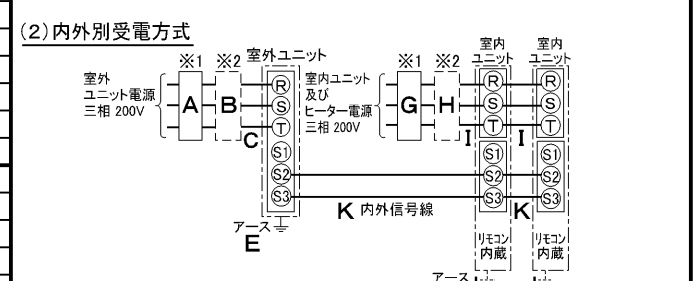 (2)内外別受電方式
※1 ※2 室外ユニット
室外
ユニット電源
三相 200V
A B C
R
S
T
S1
S2
S3
アース
E
室内ユニット
及び
ヒーター電源
三相 200V
※1 ※2
G H I I
室内
ユニット
室内
ユニット
R R
S S
T T
S1 S1
S2 S2
S3 S3
K 内外信号線 K
リモコン
内蔵
リモコン
内蔵
アース